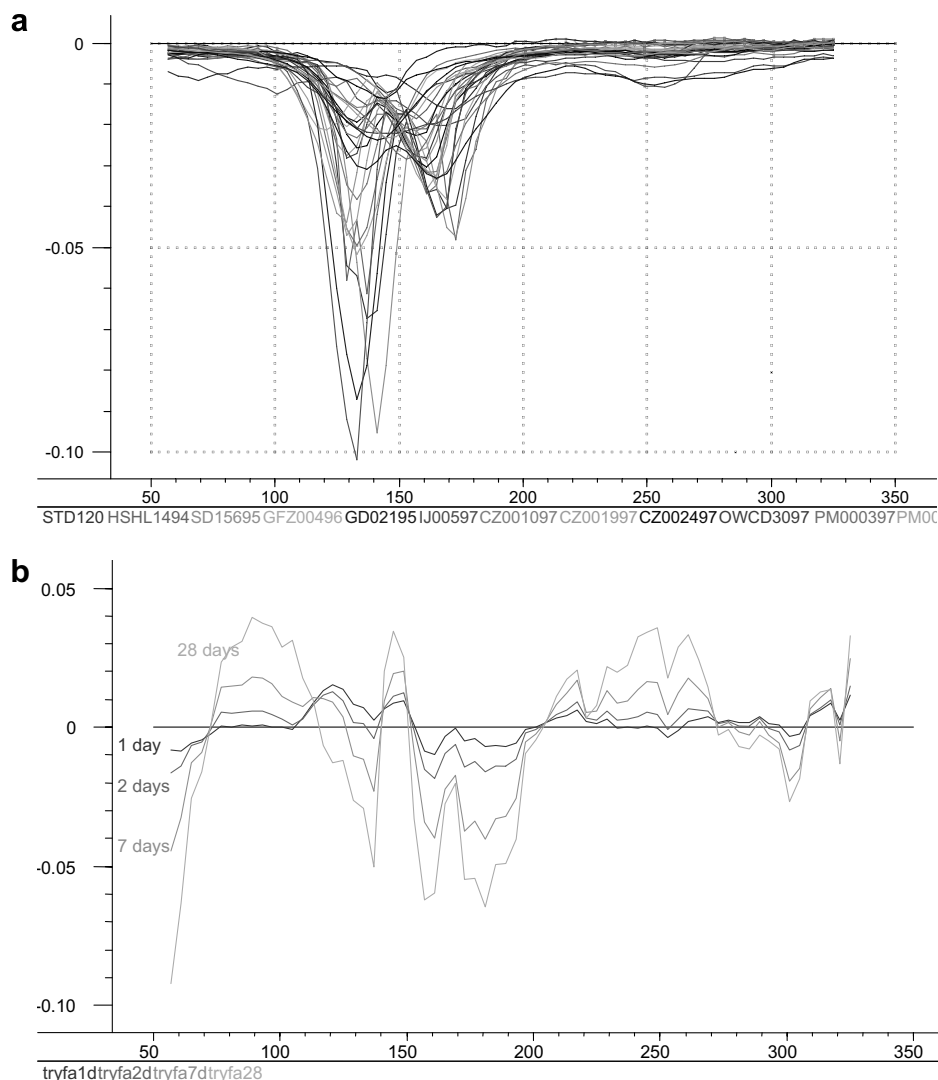 a
0
-0.05
-0.10
50 100 150 200 250 300 350
STD120 HSHL1494 SD15695 GFZ00496 GD02195 IJ00597 CZ001097 CZ001997 CZ002497 OWCD3097 PM000397 PM00
b
0.05
28 days
0
1 day
2 days
7 days
-0.05
-0.10
50 100 150 200 250 300 350
tryfa1dtryfa2dtryfa7dtryfa28